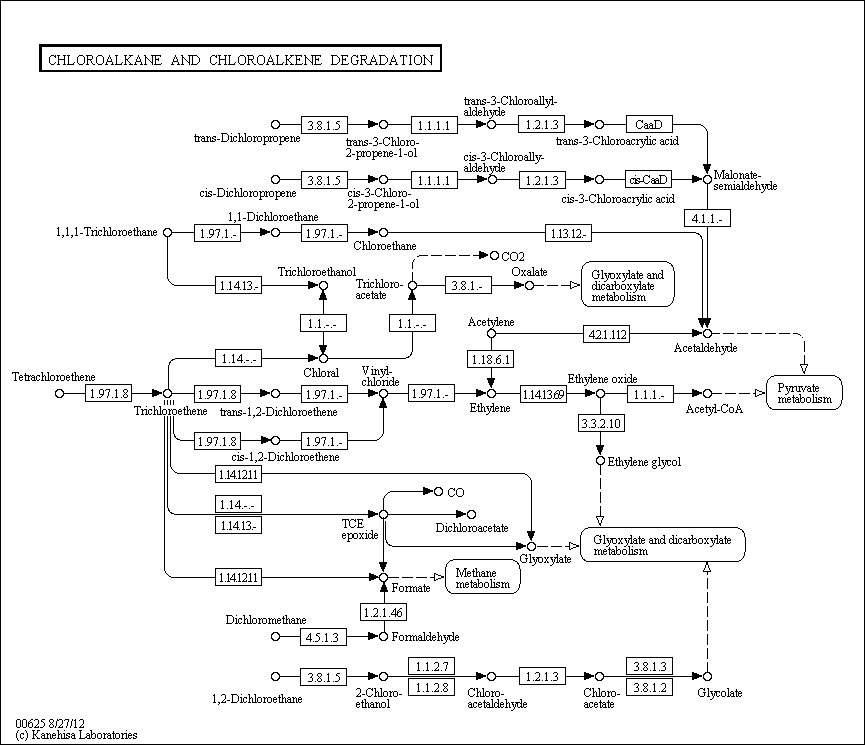 CHLOROALKANE AND CHLOROALKENE DEGRADATION
trans-3-Chloroallyl-
aldehyde
3.8.1.5
1.1.1.1
1.2.1.3
CaaD
trans-Dichloropropene
trans-3-Chloro-
2-propene-1-ol
trans-3-Chloroacrylic acid
cis-3-Chloroally-
aldehyde
3.8.1.5
1.1.1.1
1.2.1.3
cis-CaaD
Malonate-
semialdehyde
cis-Dichloropropene
cis-3-Chloro-
2-propene-1-ol
cis-3-Chloroacrylic acid
4.1.1.-
1,1-Dichloroethane
1,1,1-Trichloroethane
1.97.1.-
1.97.1.-
1.13.12.-
Chloroethane
CO2
Trichloroethanol
Oxalate
1.14.13.-
Trichloro-
acetate
3.8.1.-
Glyoxylate and
dicarboxylate
metabolism
1.1.-.-
1.1.-.-
Acetylene
4.2.1.112
Acetaldehyde
1.14.-.-
Chloral
1.18.6.1
Vinyl-
chloride
Tetrachloroethene
1.97.1.8
Trichloroethene
1.97.1.8
trans-1,2-Dichloroethene
1.97.1.-
1.97.1.-
Ethylene
1.14.13.69
Ethylene oxide
1.1.1.-
Acetyl-CoA
Pyruvate
metabolism
3.3.2.10
1.97.1.8
1.97.1.-
cis-1,2-Dichloroethene
Ethylene glycol
1.14.12.11
CO
1.14.-.-
1.14.13.-
TCE
epoxide
Dichloroacetate
Glyoxylate
Glyoxylate and dicarboxylate
metabolism
1.14.12.11
Formate
Methane
metabolism
1.2.1.46
Dichloromethane
4.5.1.3
Formaldehyde
1,2-Dichloroethane
3.8.1.5
2-Chloro-
ethanol
1.1.2.7
1.1.2.8
Chloro-
acetaldehyde
1.2.1.3
Chloro-
acetate
3.8.1.3
3.8.1.2
Glycolate
00625 8/27/12
(c) Kanehisa Laboratories